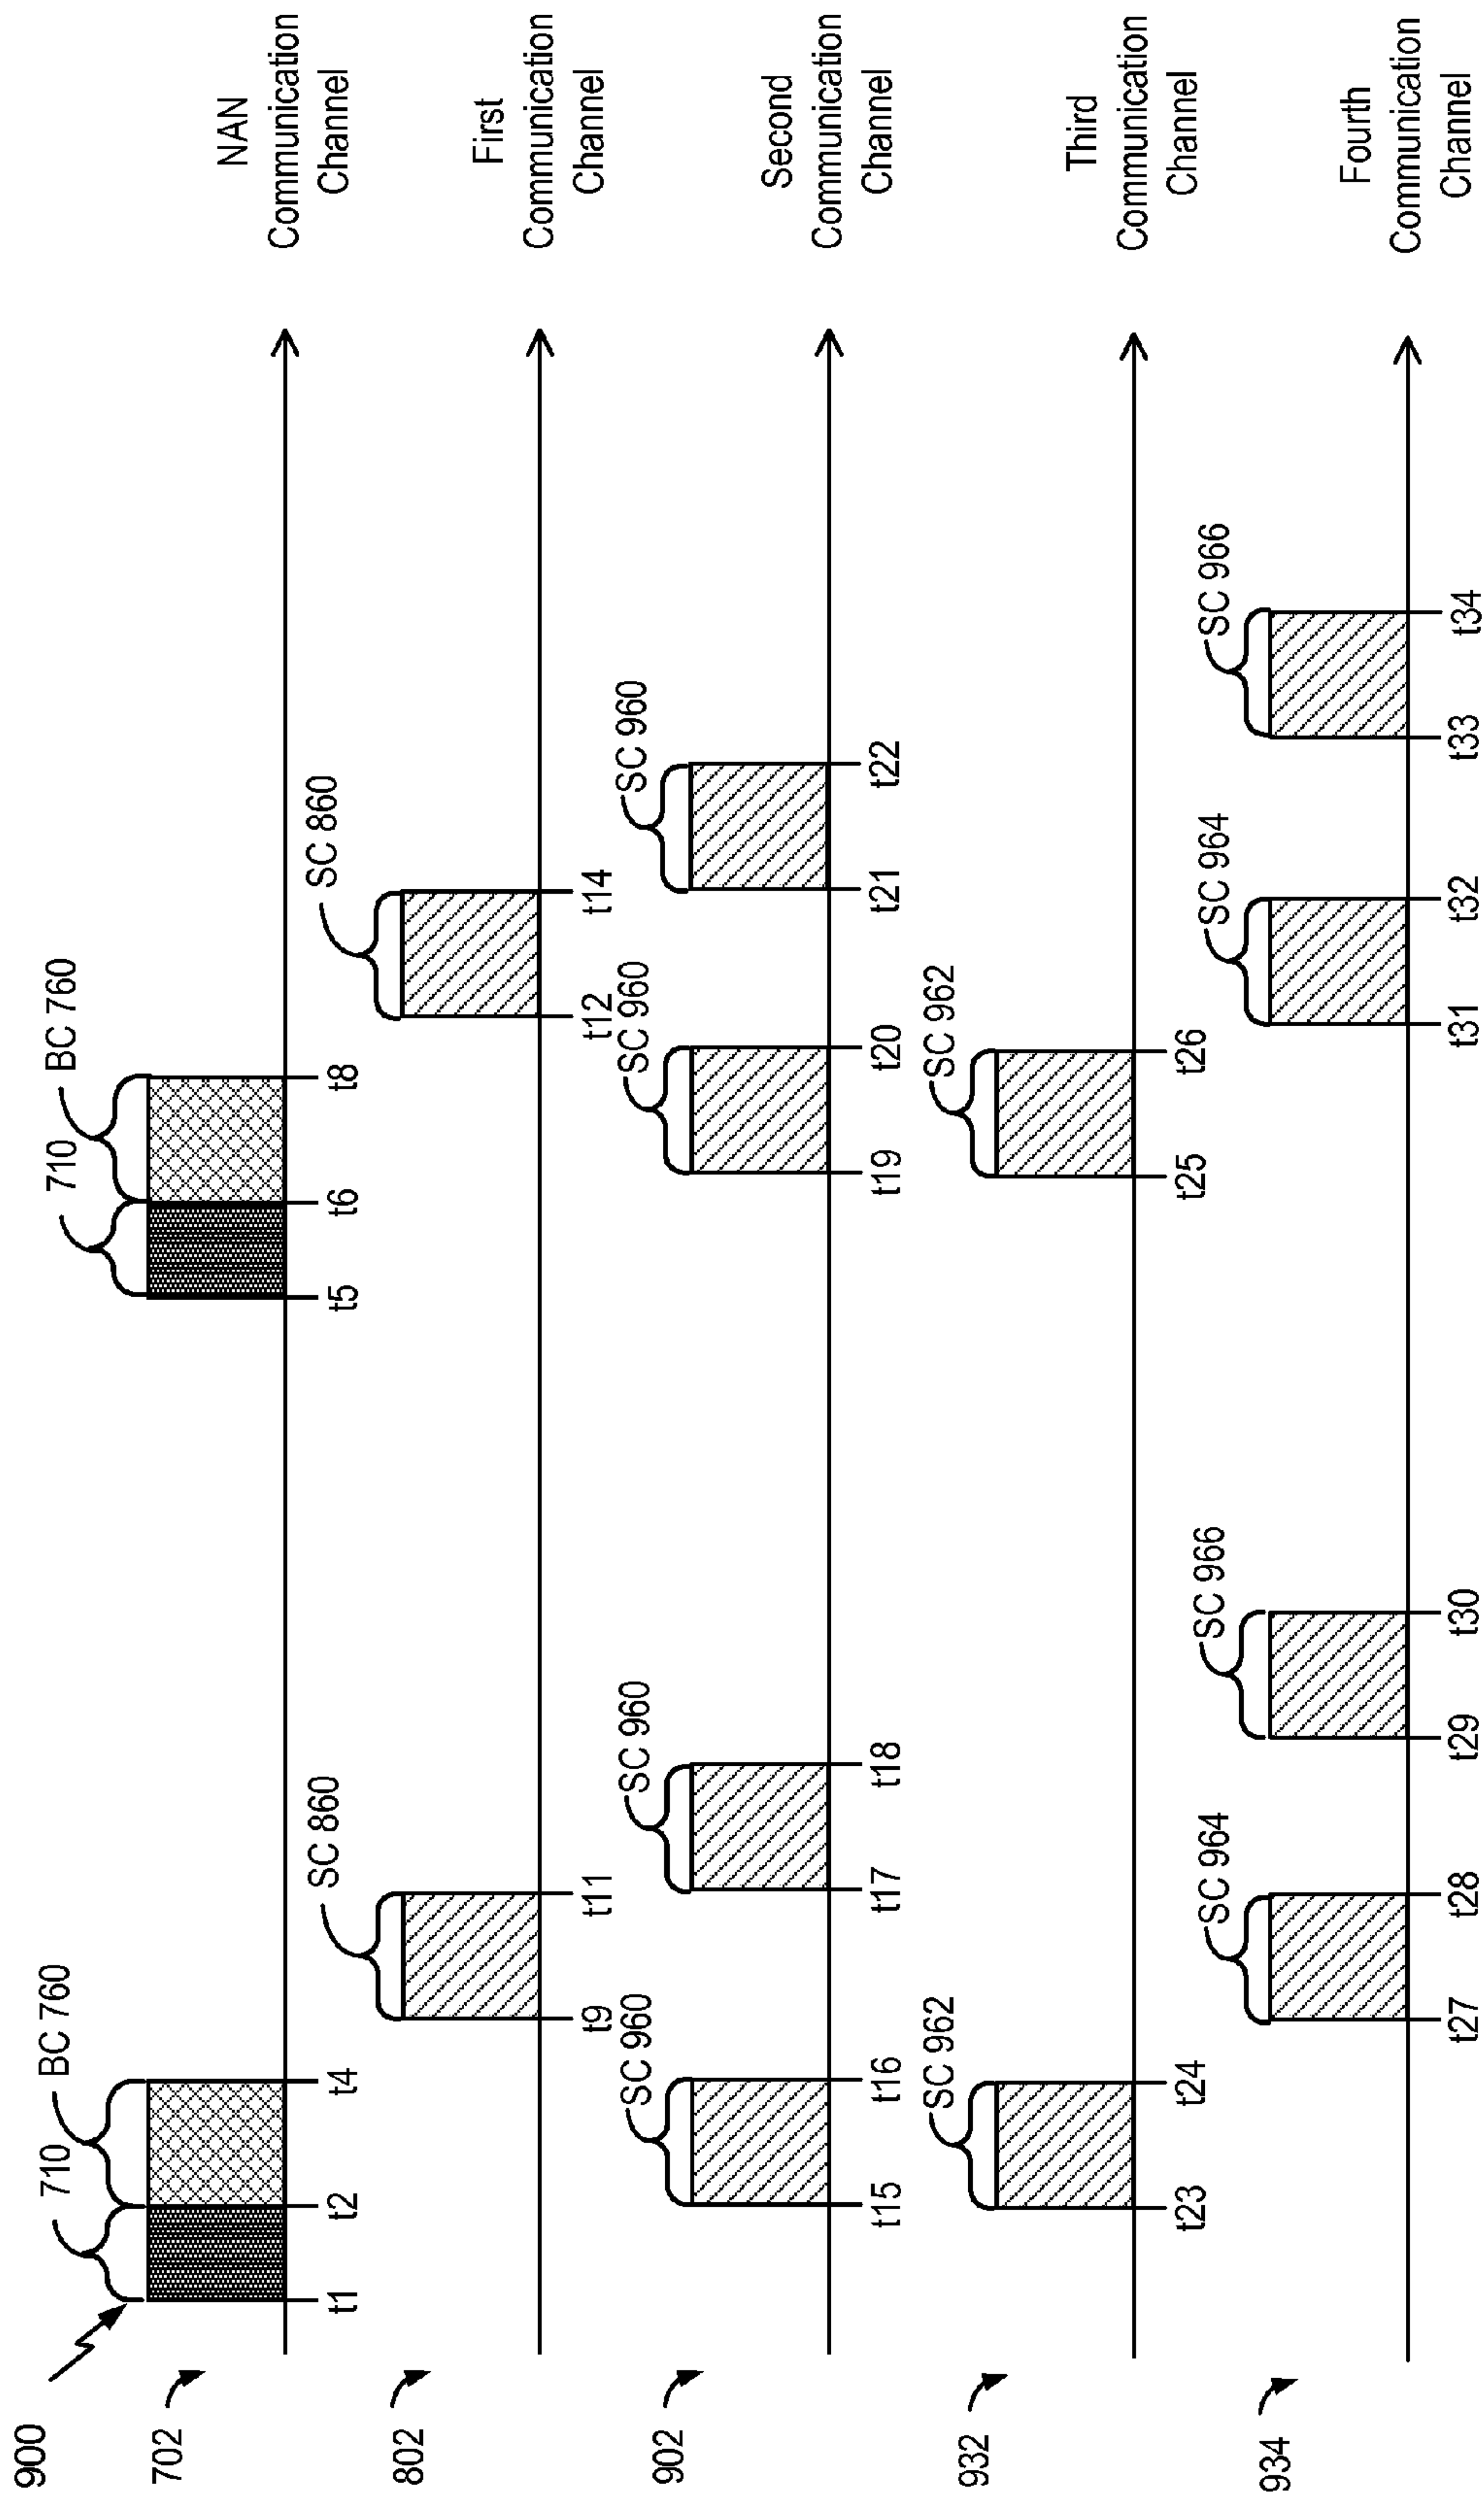 900
702
710
BC 760
710
BC 760
t1
t2
t4
t5
t6
t8
NAN
Communication
Channel
802
SC 860
SC 860
t9
t11
t12
t14
First
Communication
Channel
902
SC 960
SC 960
SC 960
SC 960
t15
t16
t17
t18
t19
t20
t21
t22
Second
Communication
Channel
932
SC 962
SC 962
t23
t24
t25
t26
Third
Communication
Channel
934
SC 964
SC 966
SC 964
SC 966
t27
t28
t29
t30
t31
t32
t33
t34
Fourth
Communication
Channel